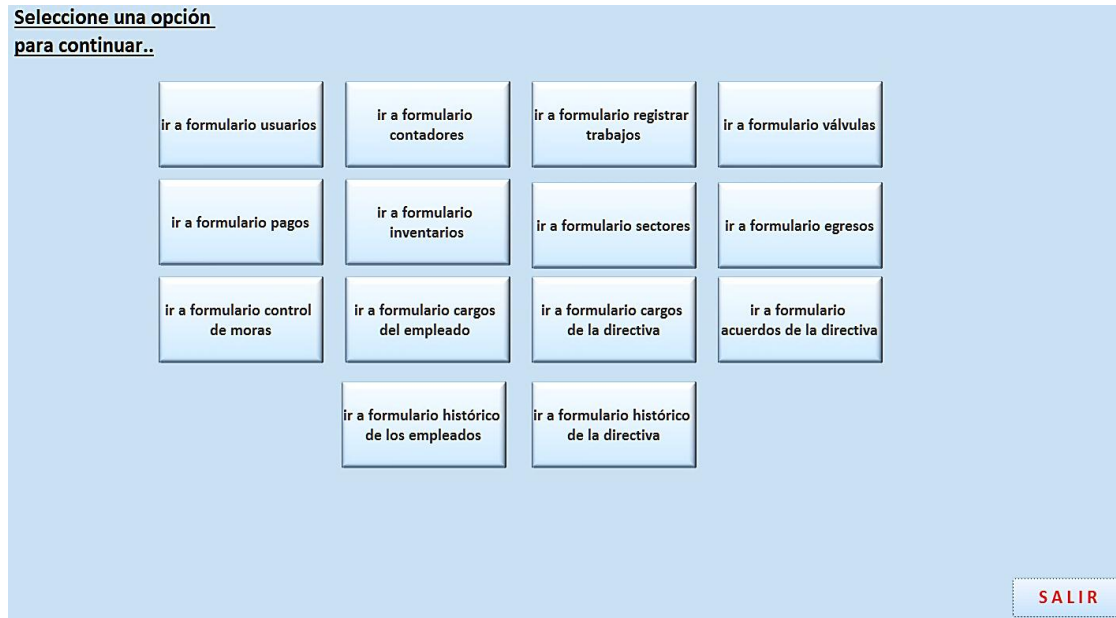 Seleccione una opción
para continuar..
ir a formulario usuarios
ir a formulario
contadores
ir a formulario registrar
trabajos
ir a formulario válvulas
ir a formulario pagos
ir a formulario
inventarios
ir a formulario sectores
ir a formulario egresos
ir a formulario control
de moras
ir a formulario cargos
del empleado
ir a formulario cargos
de la directiva
ir a formulario
acuerdos de la directiva
ir a formulario histórico
de los empleados
ir a formulario histórico
de la directiva
SALIR